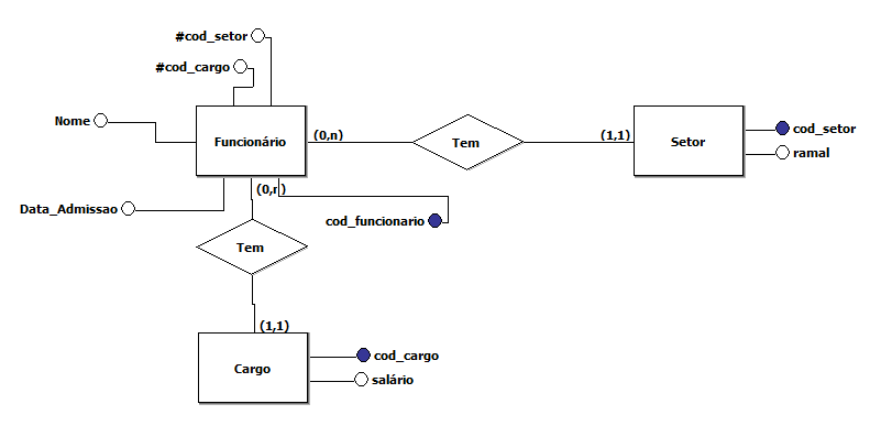 #cod_setor
#cod_cargo
Nome
Funcionário
(0,n)
Tem
(1,1)
Setor
cod_setor
ramal
Data_Admissao
(0,n)
cod_funcionario
Tem
(1,1)
Cargo
cod_cargo
salário